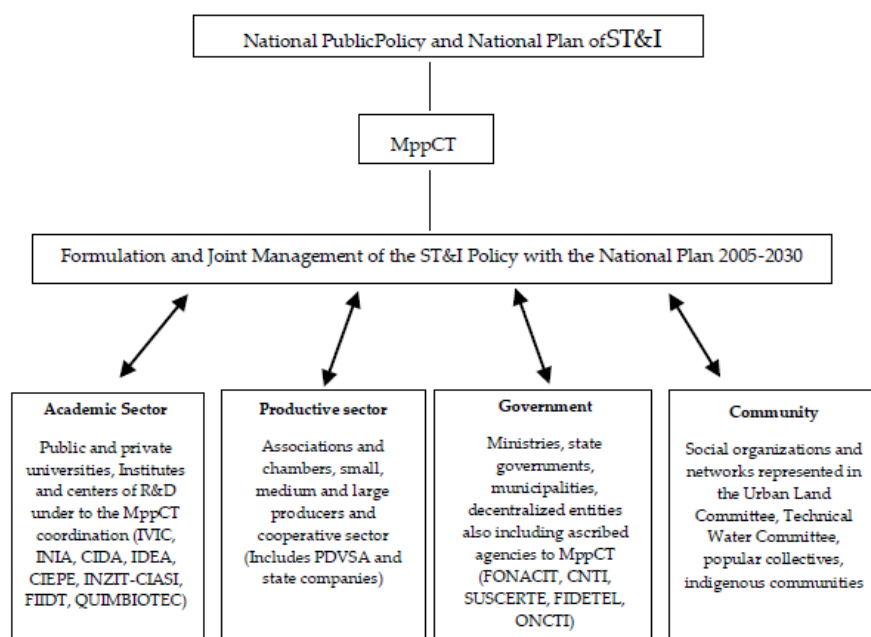 National PublicPolicy and National Plan ofST&I
MppCT
Formulation and Joint Management of the ST&I Policy with the National Plan 2005-2030
Academic Sector
Public and private
universities, Institutes
and centers of R&D
under to the MppCT
coordination (IVIC,
INIA, CIDA, IDEA,
CIEPE, INZIT-CIASI,
FIIDT, QUIMBIOTEC)
Productive sector
Associations and
chambers, small,
medium and large
producers and
cooperative sector
(Includes PDVSA and
state companies)
Government
Ministries, state
governments,
municipalities,
decentralized entities
also including ascribed
agencies to MppCT
(FONACIT, CNTI,
SUSCERTE, FIDETEL,
ONCTI)
Community
Social organizations and
networks represented in
the Urban Land
Committee, Technical
Water Committee,
popular collectives,
indigenous communities